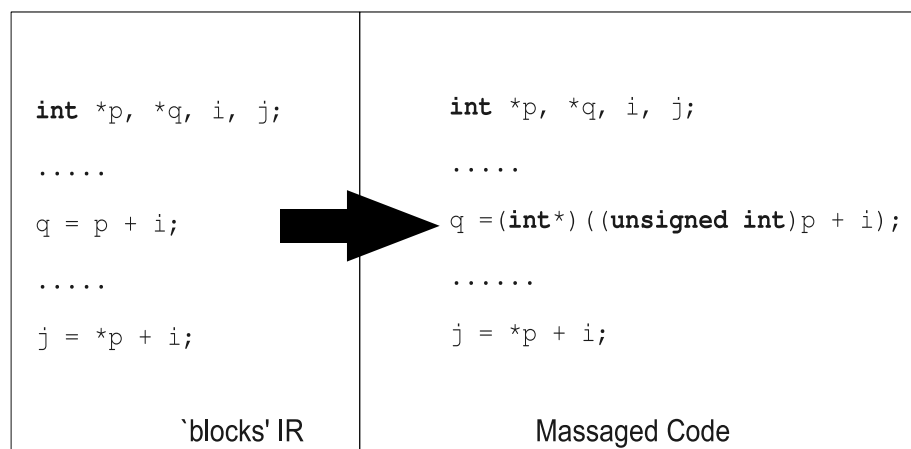 int *p, *q, i, j;
.....
q = p + i;
.....
j = *p + i;
`blocks' IR
int *p, *q, i, j;
.....
q =(int*)((unsigned int)p + i);
......
j = *p + i;
Massaged Code